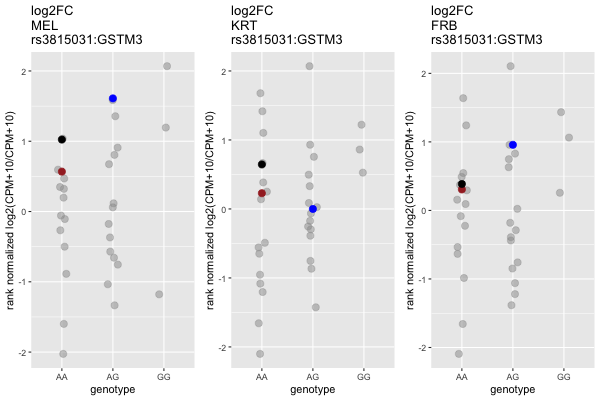 log2FC
MEL
rs3815031:GSTM3
rank normalized log2(CPM+10/CPM+10)
2
1
0
-1
-2
AA
AG
GG
genotype
log2FC
KRT
rs3815031:GSTM3
rank normalized log2(CPM+10/CPM+10)
2
1
0
-1
-2
AA
AG
GG
genotype
log2FC
FRB
rs3815031:GSTM3
rank normalized log2(CPM+10/CPM+10)
2
1
0
-1
-2
AA
AG
GG
genotype